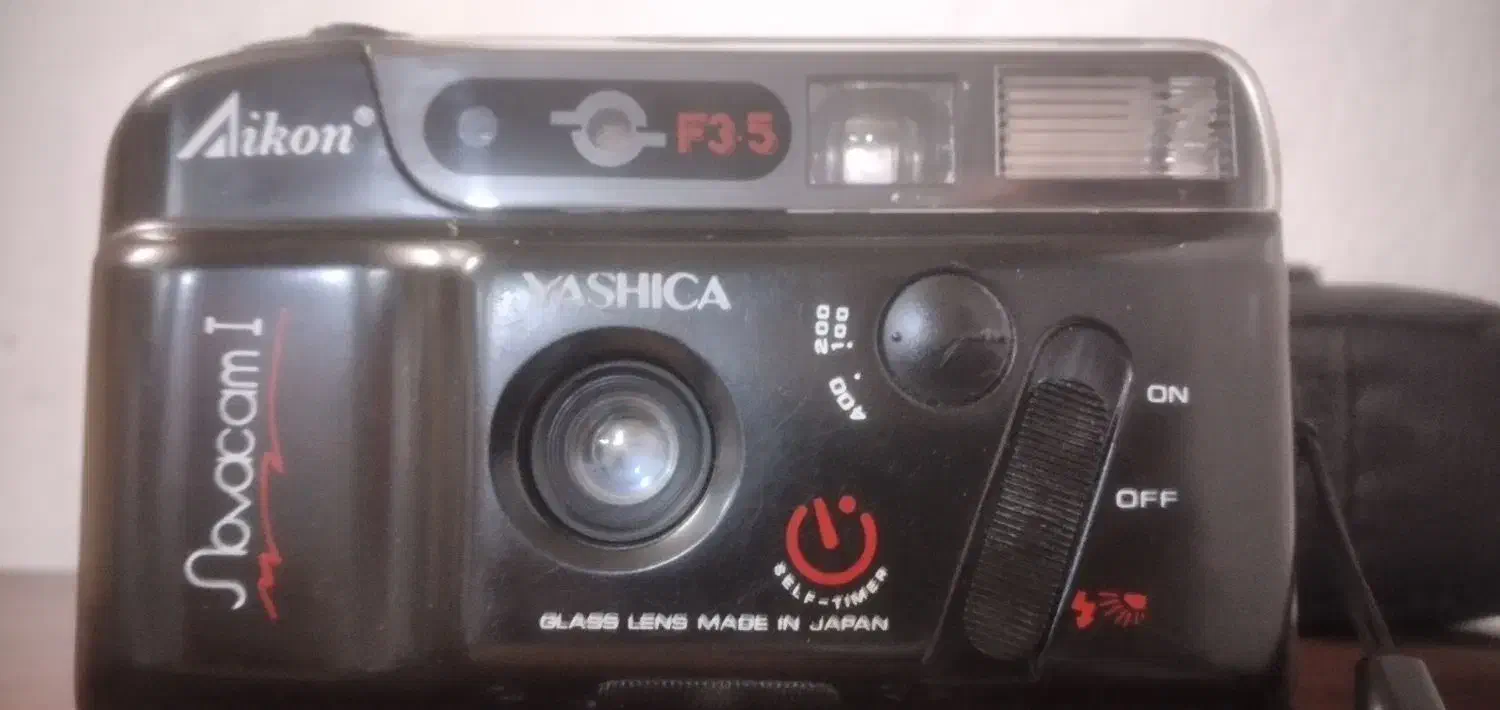 Aikon®
F3.5
YASHICA
Novacam I
200
100
400
ON
OFF
SELF-TIMER
GLASS LENS MADE IN JAPAN